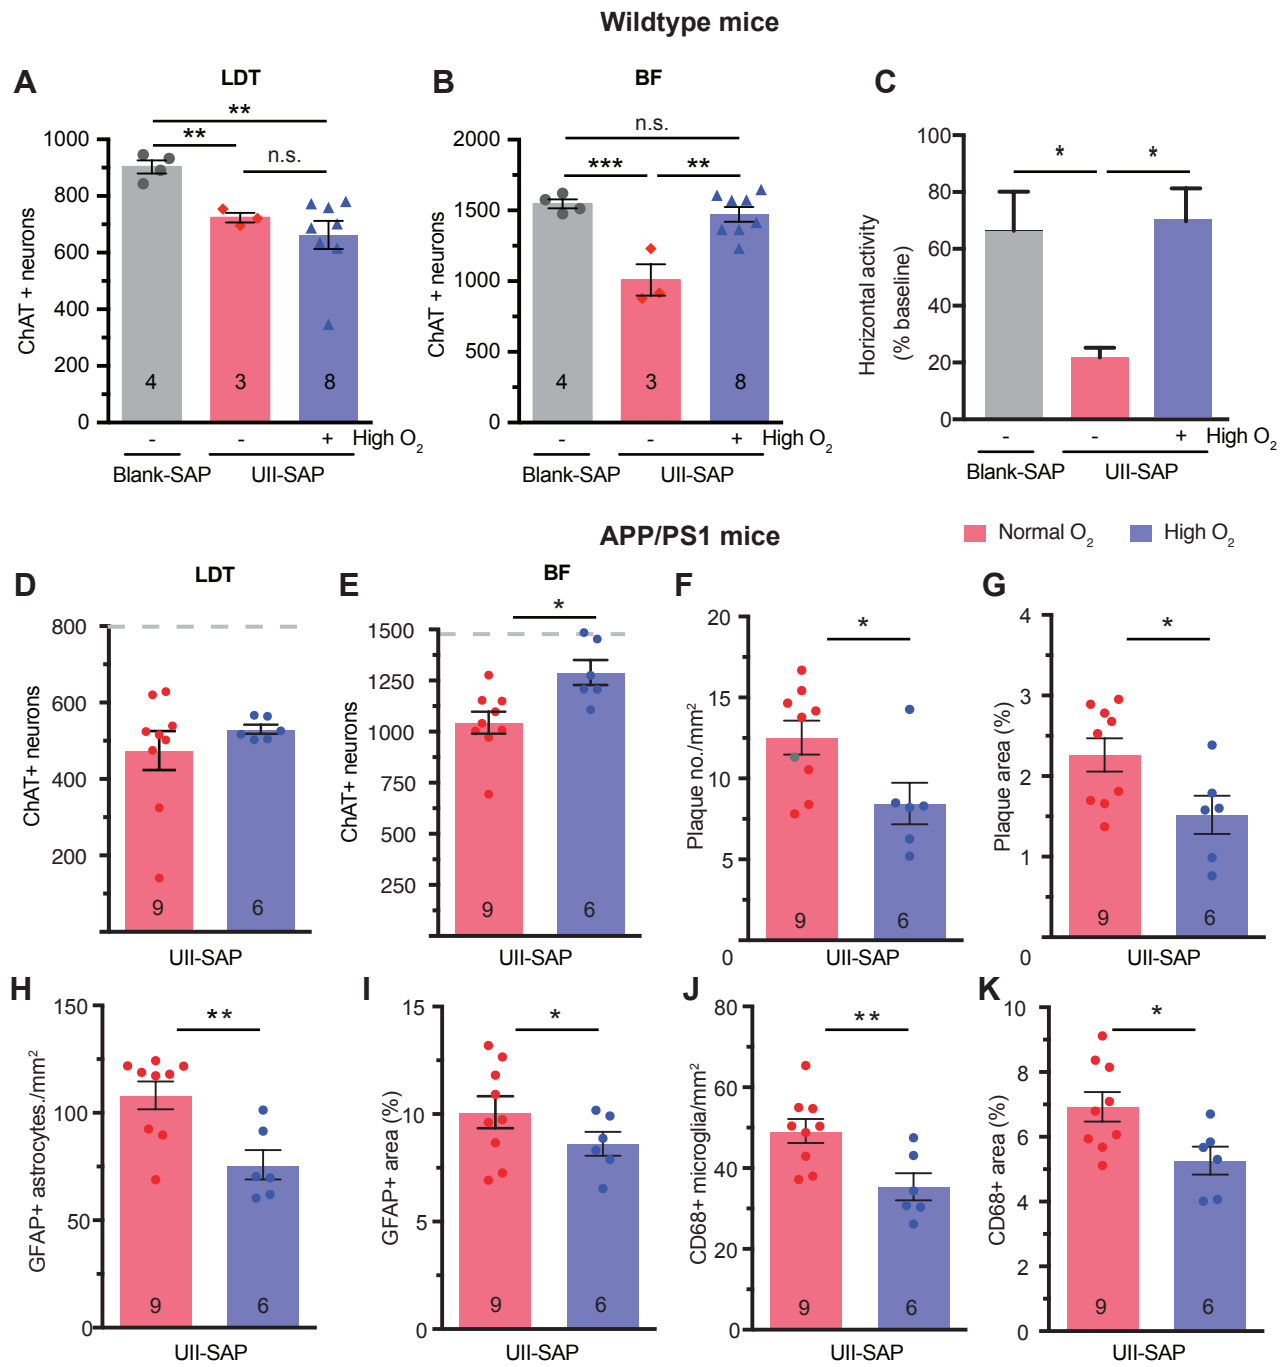 Wildtype mice
A
LDT
ChAT + neurons
1000
800
600
400
200
0
**
**
n.s.
4
3
8
-
-
+
High O2
Blank-SAP
UII-SAP
B
BF
ChAT + neurons
2000
1500
1000
500
0
n.s.
***
**
4
3
8
-
-
+
High O2
Blank-SAP
UII-SAP
C
Horizontal activity
(% baseline)
100
80
60
40
20
0
*
*
-
-
+
High O2
Blank-SAP
UII-SAP
APP/PS1 mice
Normal O2
High O2
D
LDT
ChAT+ neurons
800
600
400
200
9
6
UII-SAP
E
BF
ChAT+ neurons
1500
1250
1000
750
500
250
*
9
6
UII-SAP
F
Plaque no./mm2
20
15
10
5
0
*
9
6
UII-SAP
G
Plaque area (%)
4
3
2
1
0
*
9
6
UII-SAP
H
GFAP+ astrocytes./mm2
150
100
50
0
**
9
6
UII-SAP
I
GFAP+ area (%)
15
10
5
0
*
9
6
UII-SAP
J
CD68+ microglia/mm2
80
60
40
20
0
**
9
6
UII-SAP
K
CD68+ area (%)
10
8
6
4
2
0
*
9
6
UII-SAP